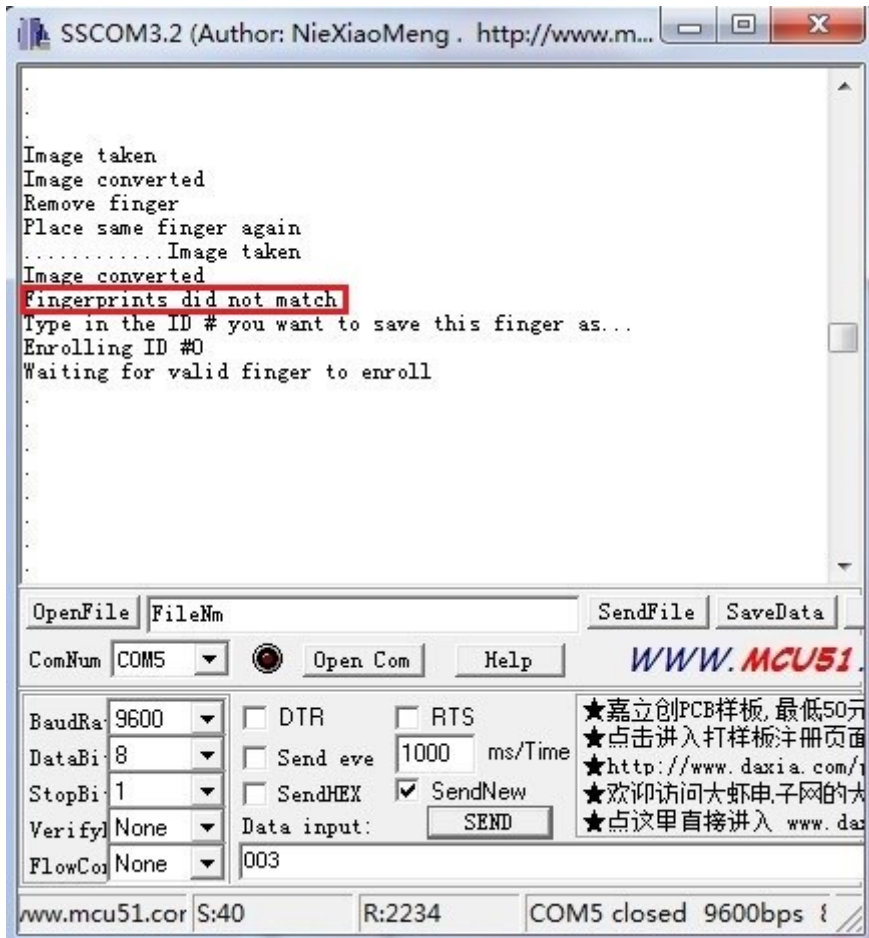 SSCOM3.2 (Author: NieXiaoMeng . http://www.m...
.
.
.
Image taken
Image converted
Remove finger
Place same finger again
............Image taken
Image converted
Fingerprints did not match
Type in the ID # you want to save this finger as...
Enrolling ID #0
Waiting for valid finger to enroll
.
.
.
.
.
.
.
.
OpenFile FileNm SendFile SaveData
ComNum COM5 Open Com Help WWW.MCU51.
BaudRa 9600 DTR RTS
DataBi 8 Send eve 1000 ms/Time
StopBi 1 SendHEX SendNew
Verify None Data input: SEND
FlowCo None 003
★嘉立创PCB样板,最低50元
★点击进入打样板注册页面
★http://www.daxia.com/
★欢迎访问大虾电子网的大
★点这里直接进入 www.da
www.mcu51.cor S:40 R:2234 COM5 closed 9600bps